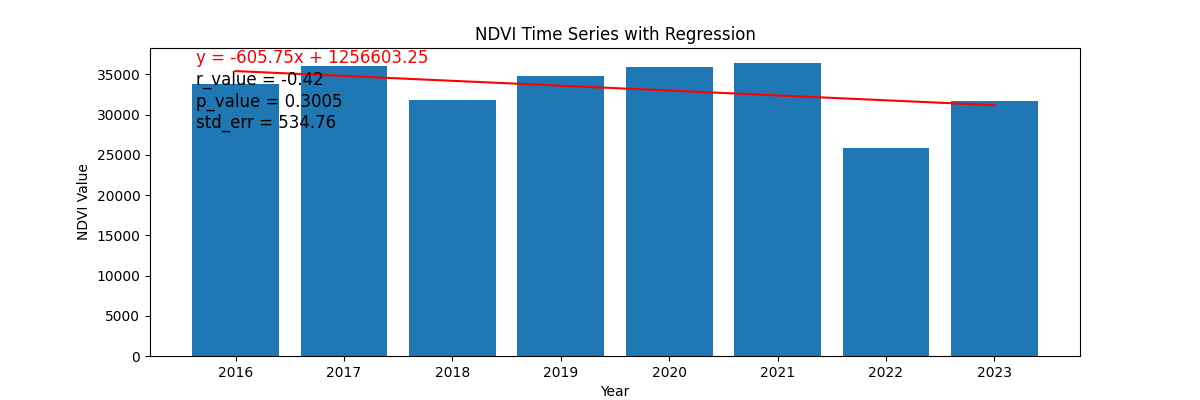 NDVI Time Series with Regression
y = -605.75x + 1256603.25
r_value = -0.42
p_value = 0.3005
std_err = 534.76
NDVI Value
35000
30000
25000
20000
15000
10000
5000
0
2016 2017 2018 2019 2020 2021 2022 2023
Year